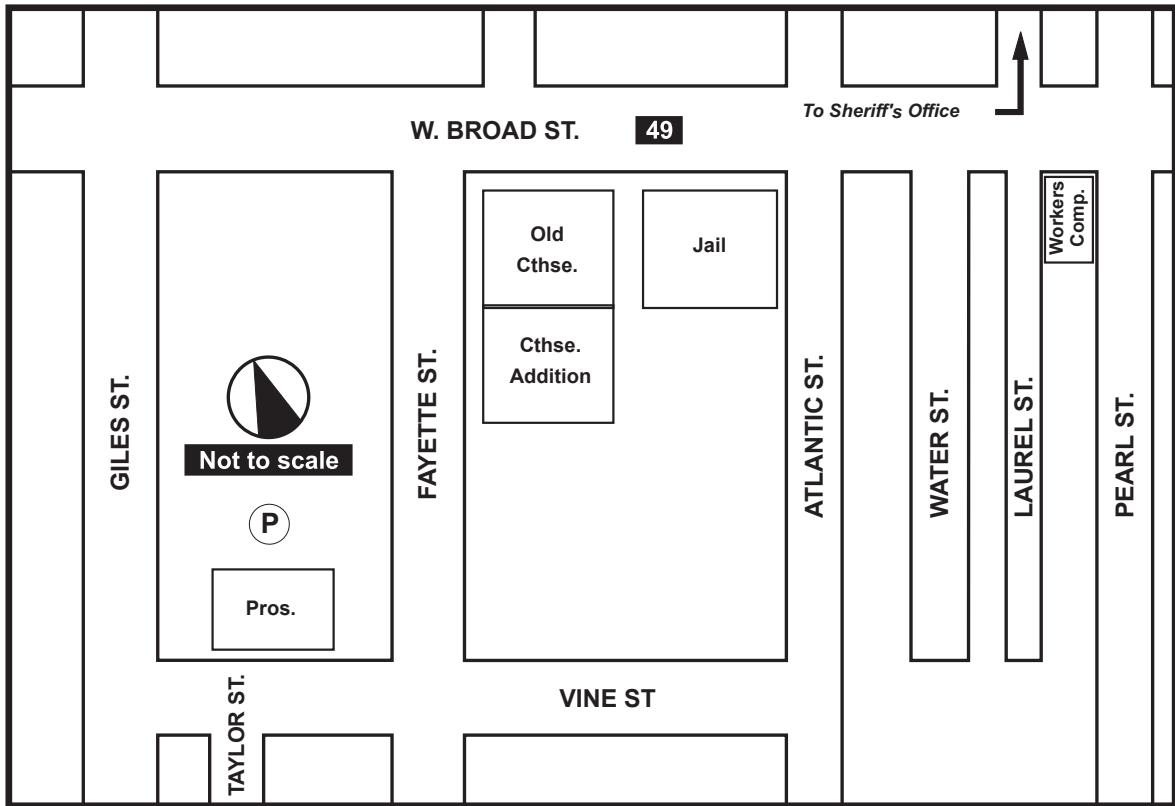 To Sheriff's Office
W. BROAD ST.
49
Old
Cthse.
Jail
Workers
Comp.
Cthse.
Addition
GILES ST.
FAYETTE ST.
ATLANTIC ST.
WATER ST.
LAUREL ST.
PEARL ST.
Not to scale
P
Pros.
TAYLOR ST.
VINE ST